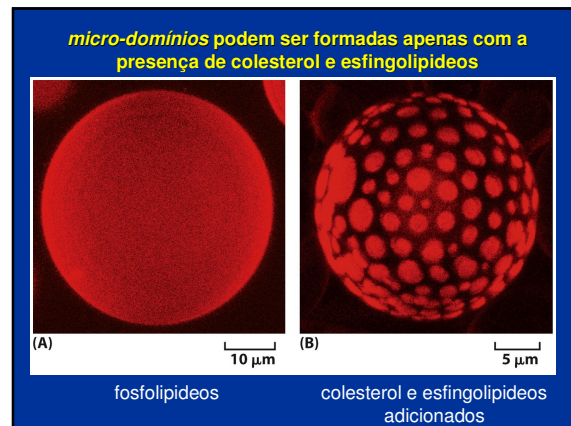 micro-domínios podem ser formadas apenas com a
presença de colesterol e esfingolipideos
(A)
10 μm
(B)
5 μm
fosfolipideos
colesterol e esfingolipideos
adicionados